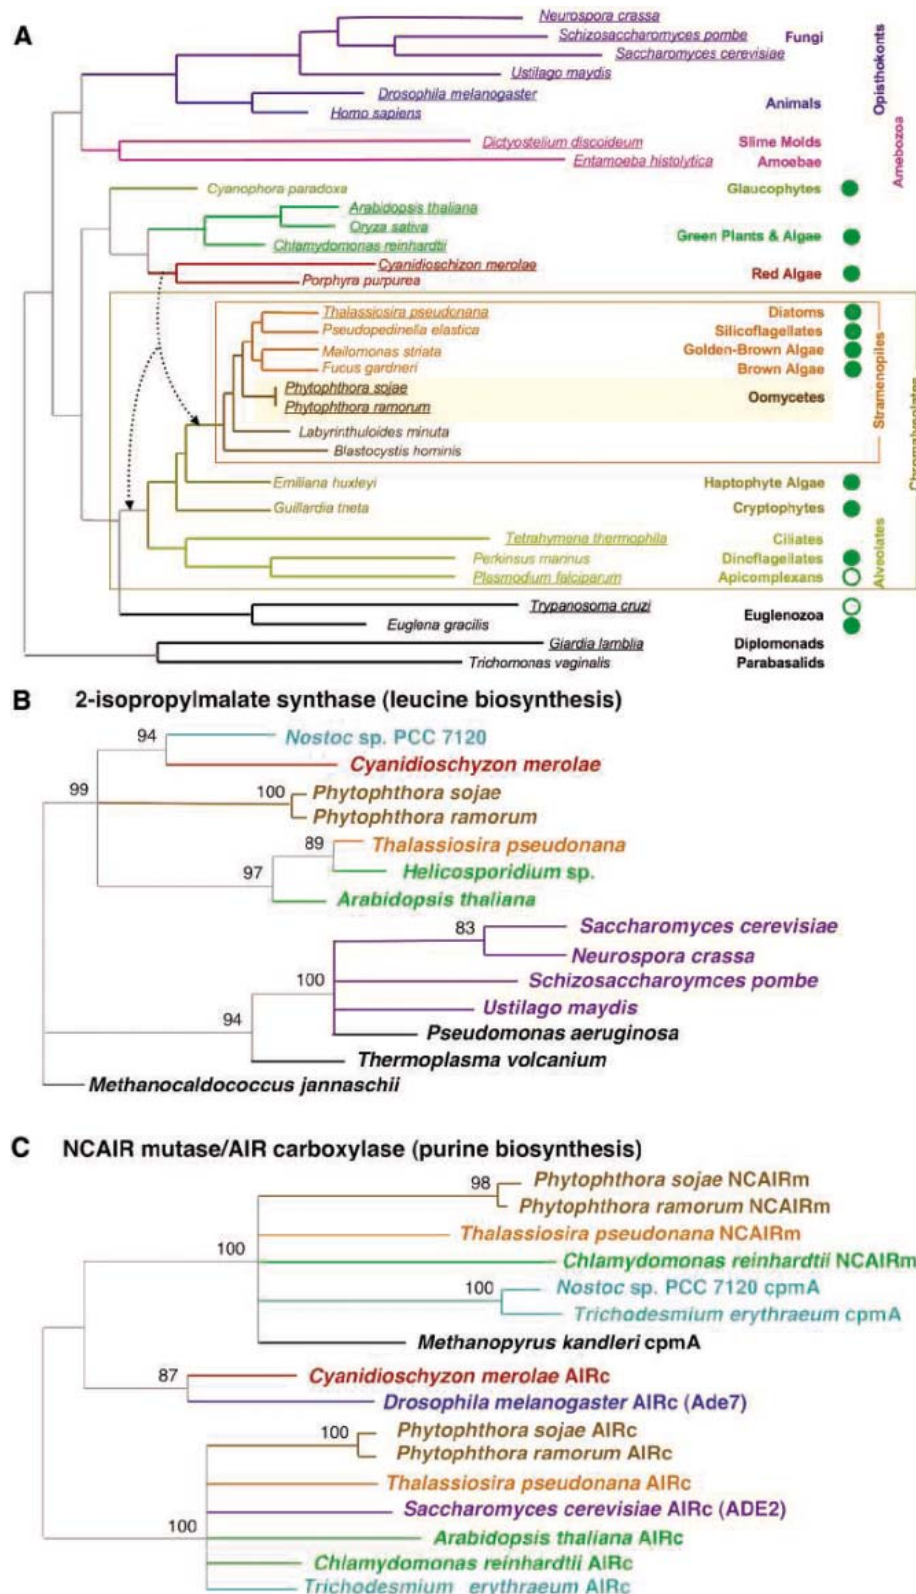 A
Neurospora crassa
Schizosaccharomyces pombe
Fungi
Saccharomyces cerevisiae
Ustilago maydis
Drosophila melanogaster
Animals
Homo sapiens
Opisthokonts
Dictyostelium discoideum
Slime Molds
Entamoeba histolytica
Amoebae
Amebozoa
Cyanophora paradoxa
Glaucophytes
Arabidopsis thaliana
Oryza sativa
Green Plants & Algae
Chlamydomonas reinhardtii
Cyanidioschizon merolae
Red Algae
Porphyra purpurea
Thalassiosira pseudonana
Diatoms
Pseudopedinella elastica
Silicoflagellates
Mailomonas striata
Golden-Brown Algae
Fucus gardneri
Brown Algae
Phytophthora sojae
Oomycetes
Phytophthora ramorum
Labyrinthuloides minuta
Blastocystis hominis
Stramenopiles
Chromalveolates
Emiliana huxleyi
Haptophyte Algae
Guillardia tneta
Cryptophytes
Tetrahymena thermophila
Ciliates
Perkinsus marinus
Dinoflagellates
Plasmodium falciparum
Apicomplexans
Alveolates
Trypanosoma cruzi
Euglenozoa
Euglena gracilis
Giardia lamblia
Diplomonads
Trichomonas vaginalis
Parabasalids
B 2-isopropylmalate synthase (leucine biosynthesis)
94
Nostoc sp. PCC 7120
Cyanidioschyzon merolae
99
100
Phytophthora sojae
Phytophthora ramorum
89
Thalassiosira pseudonana
97
Helicosporidium sp.
Arabidopsis thaliana
83
Saccharomyces cerevisiae
Neurospora crassa
100
Schizosaccharoymces pombe
Ustilago maydis
94
Pseudomonas aeruginosa
Thermoplasma volcanium
Methanocaldococcus jannaschii
C NCAIR mutase/AIR carboxylase (purine biosynthesis)
98
Phytophthora sojae NCAIRm
Phytophthora ramorum NCAIRm
Thalassiosira pseudonana NCAIRm
100
Chlamydomonas reinhardtii NCAIRm
100
Nostoc sp. PCC 7120 cpmA
Trichodesmium erythraeum cpmA
Methanopyrus kandleri cpmA
87
Cyanidioschyzon merolae AIRc
Drosophila melanogaster AIRc (Ade7)
100
Phytophthora sojae AIRc
Phytophthora ramorum AIRc
Thalassiosira pseudonana AIRc
Saccharomyces cerevisiae AIRc (ADE2)
100
Arabidopsis thaliana AIRc
Chlamydomonas reinhardtii AIRc
Trichodesmium erythraeum AIRc